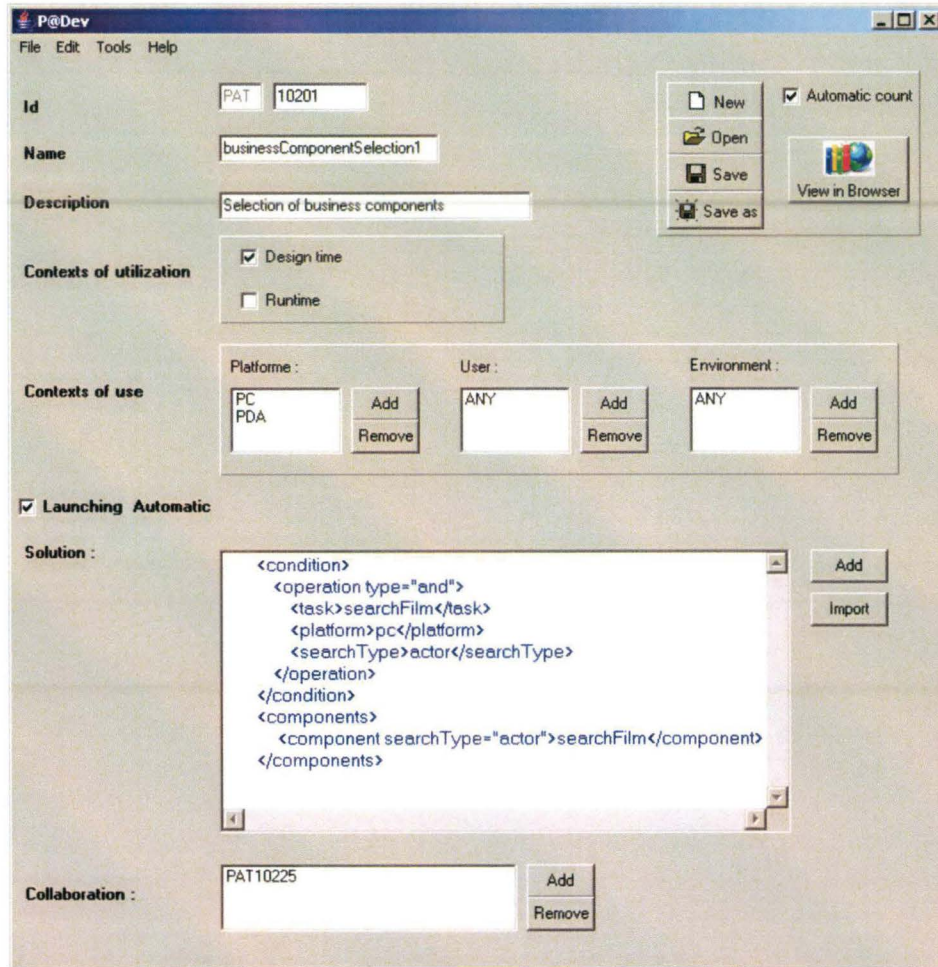 P@Dev
File Edit Tools Help
Id PAT 10201
New
Automatic count
Open
Name businessComponentSelection1
Save
View in Browser
Description Selection of business components
Save as
Contexts of utilization
Design time
Runtime
Contexts of use
Platforme : User : Environment :
PC Add ANY Add ANY Add
PDA Remove Remove Remove
Launching Automatic
Solution :
<condition>
<operation type="and">
<task>searchFilm</task>
<platform>pc</platform>
<searchType>actor</searchType>
</operation>
</condition>
<components>
<component searchType="actor">searchFilm</component>
</components>
Add
Import
Collaboration :
PAT10225
Add
Remove